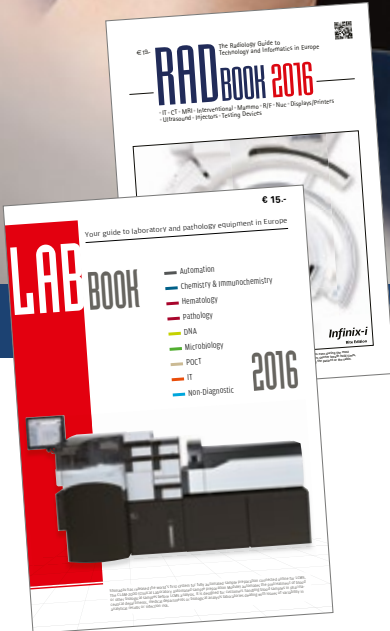 € 15.-
The Radiology Guide to
Technology and Informatics in Europe
RADBOOK 2016
· IT · CT · MRI · Interventional · Mammo · R/F · Nuc · Displays/Printers
· Ultrasound · Injectors · Testing Devices
Infinix-i
Elite Edition
€ 15.-
Your guide to laboratory and pathology equipment in Europe
LAB BOOK
Automation
Chemistry & Immunochemistry
Hematology
Pathology
DNA
Microbiology
POCT
IT
Non-Diagnostic
2016